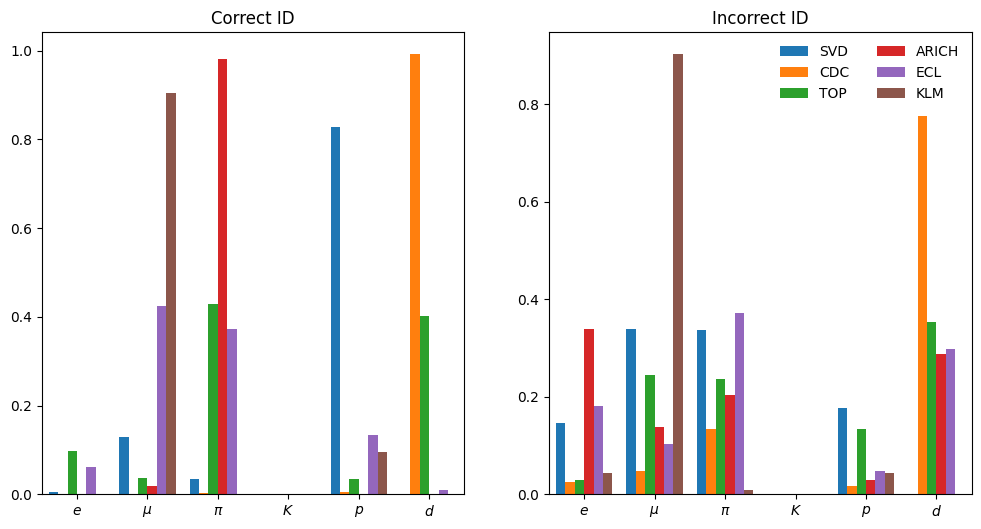 Correct ID
1.0
0.8
0.6
0.4
0.2
0.0
e μ π K p d
Incorrect ID
SVD ARICH
CDC ECL
TOP KLM
0.8
0.6
0.4
0.2
0.0
e μ π K p d